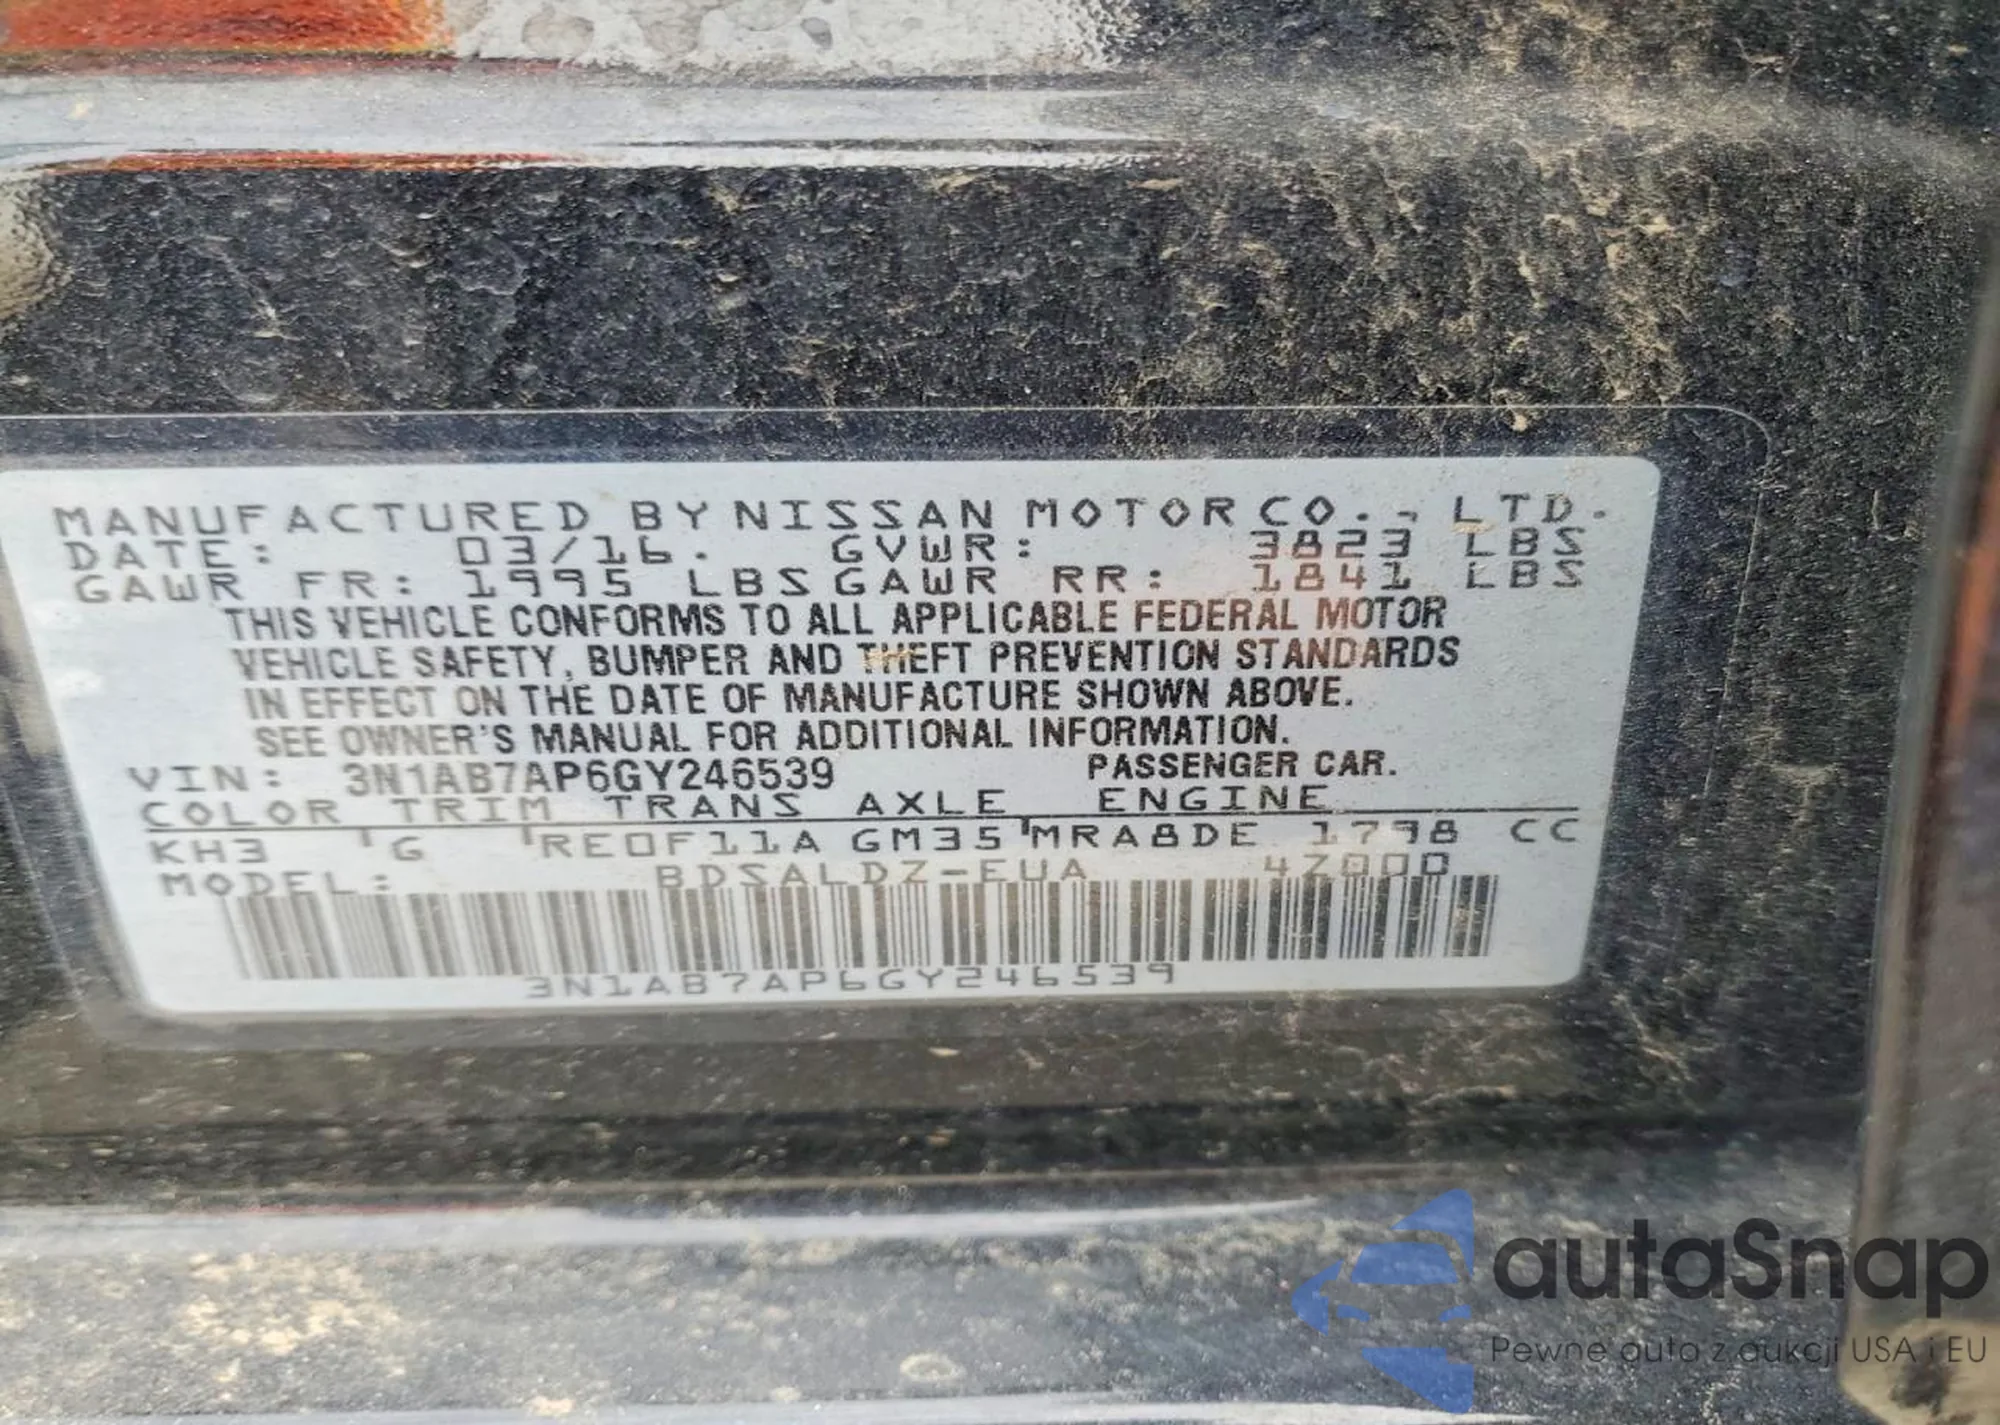 MANUFACTURED BY NISSAN MOTOR CO., LTD.
DATE: 03/16. GVWR: 3823 LBS
GAWR FR: 1995 LBS GAWR RR: 1841 LBS
THIS VEHICLE CONFORMS TO ALL APPLICABLE FEDERAL MOTOR
VEHICLE SAFETY, BUMPER AND THEFT PREVENTION STANDARDS
IN EFFECT ON THE DATE OF MANUFACTURE SHOWN ABOVE.
SEE OWNER'S MANUAL FOR ADDITIONAL INFORMATION.
VIN: 3N1AB7AP6GY246539 PASSENGER CAR.
COLOR TRIM TRANS AXLE ENGINE
KH3 G RE0F11A GM35 MRA8DE 1798 CC
MODEL: BDSALDZ-EUA 4Z000
3N1AB7AP6GY246539
autaSnap
Pewne auta z aukcji USA i EU